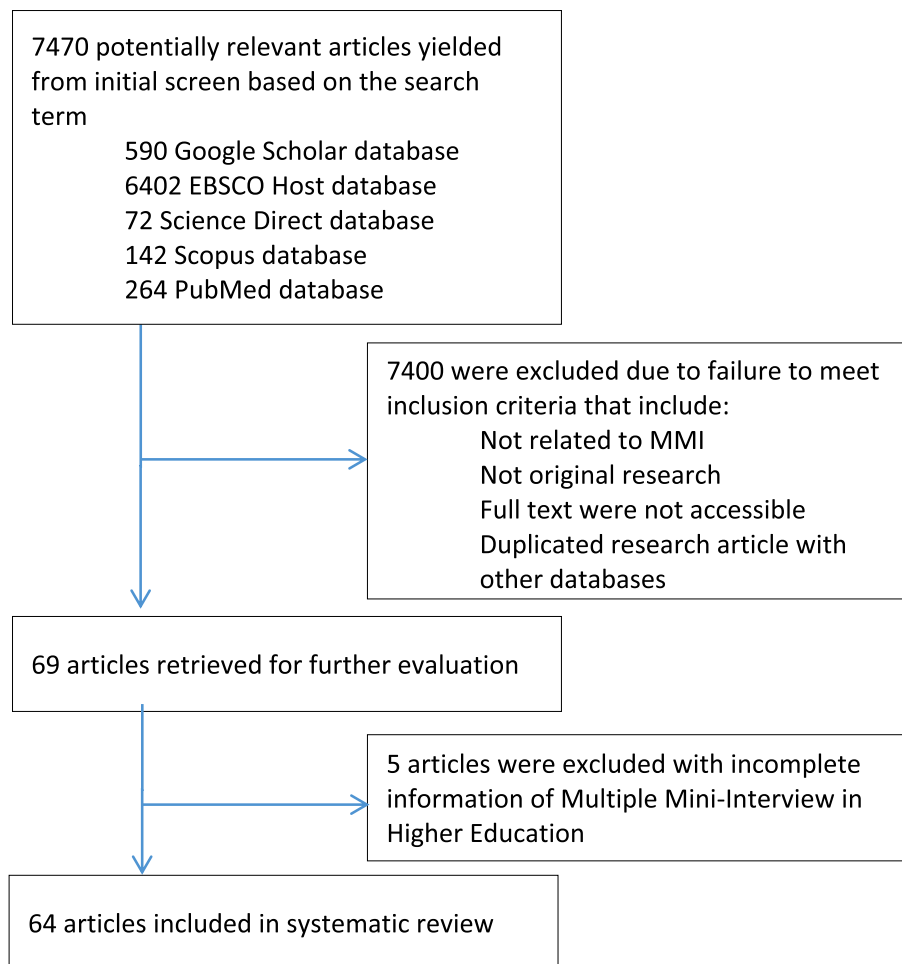 7470 potentially relevant articles yielded
from initial screen based on the search
term
590 Google Scholar database
6402 EBSCO Host database
72 Science Direct database
142 Scopus database
264 PubMed database
7400 were excluded due to failure to meet
inclusion criteria that include:
Not related to MMI
Not original research
Full text were not accessible
Duplicated research article with
other databases
69 articles retrieved for further evaluation
5 articles were excluded with incomplete
information of Multiple Mini-Interview in
Higher Education
64 articles included in systematic review